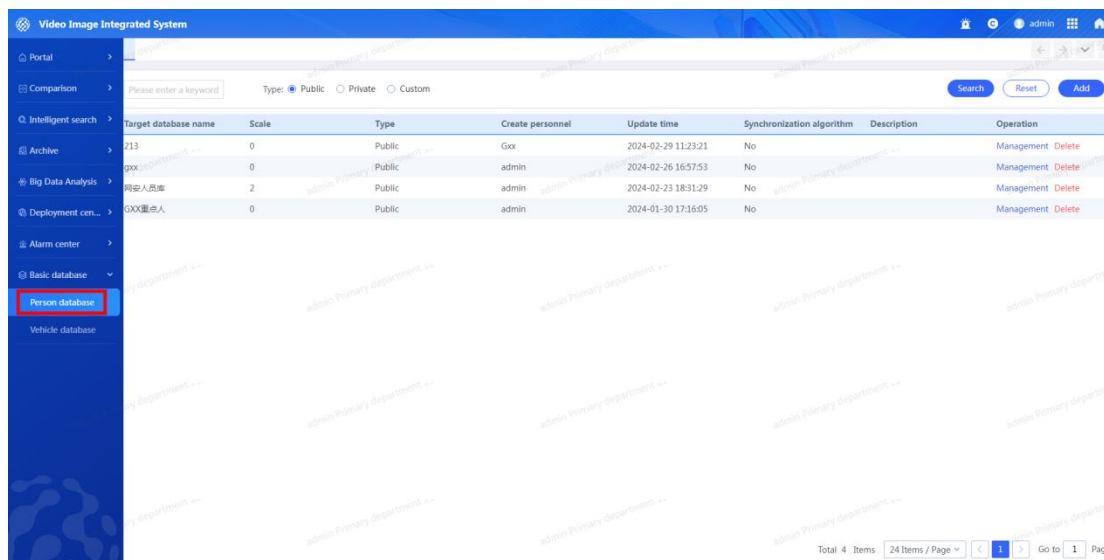 Video Image Integrated System
admin
Portal
Comparison
Please enter a keyword
Type: Public Private Custom
Search Reset Add
Intelligent search
Target database name Scale Type Create personnel Update time Synchronization algorithm Description Operation
Archive
213 0 Public Gxx 2024-02-29 11:23:21 No Management Delete
gxx 0 Public admin 2024-02-26 16:57:53 No Management Delete
Big Data Analysis
网安人员库 2 Public admin 2024-02-23 18:31:29 No Management Delete
Deployment cen...
GXX重点人 0 Public admin 2024-01-30 17:16:05 No Management Delete
Alarm center
Basic database
Person database
Vehicle database
admin Primary department
Total 4 Items 24 Items / Page 1 Go to 1 Pag